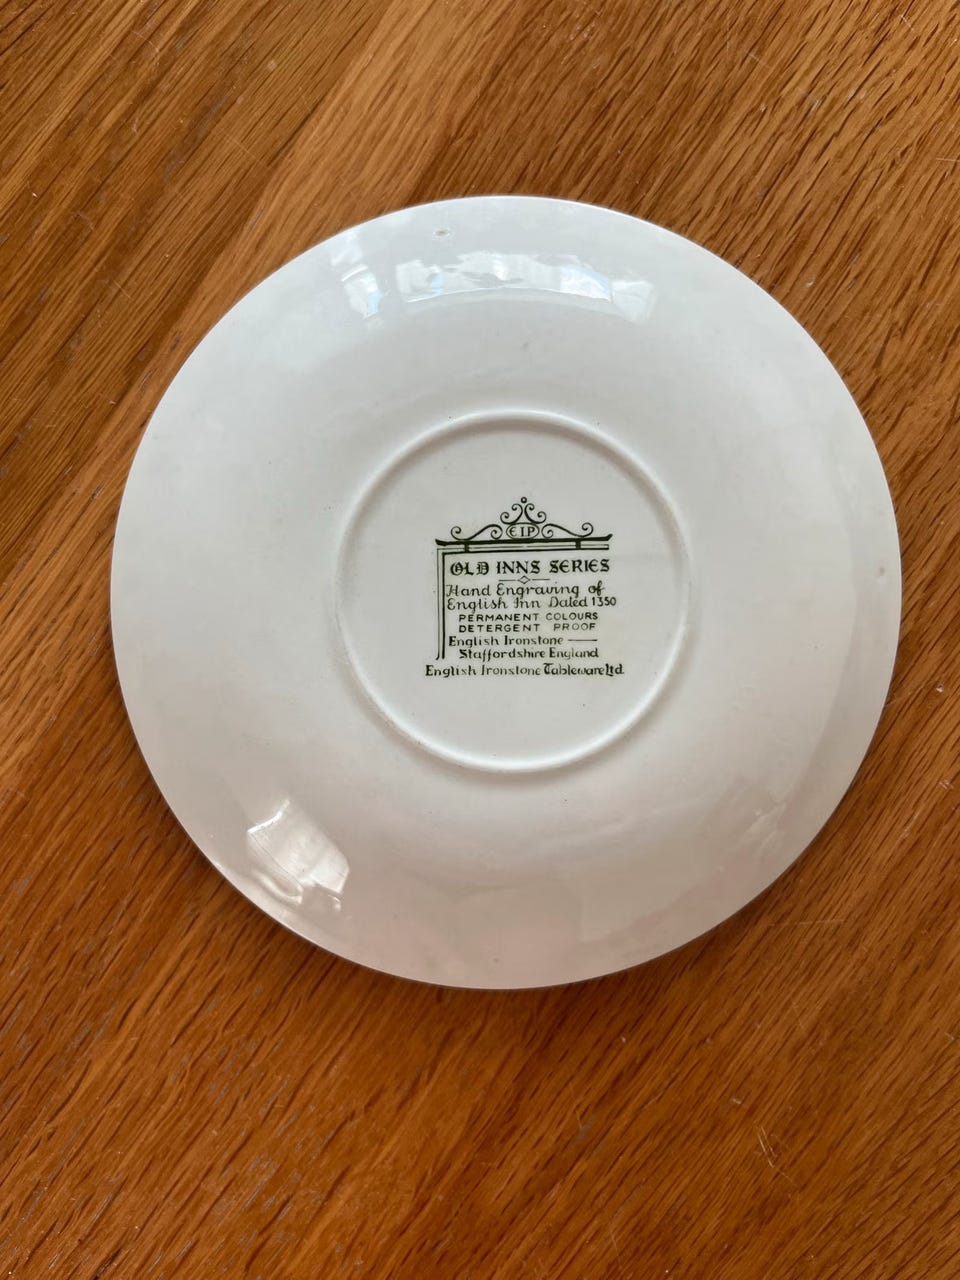 EIP
OLD INNS SERIES
Hand Engraving of
English Inn Dated 1350
PERMANENT COLOURS
DETERGENT PROOF
English Ironstone
Staffordshire England
English Ironstone Tableware Ltd.